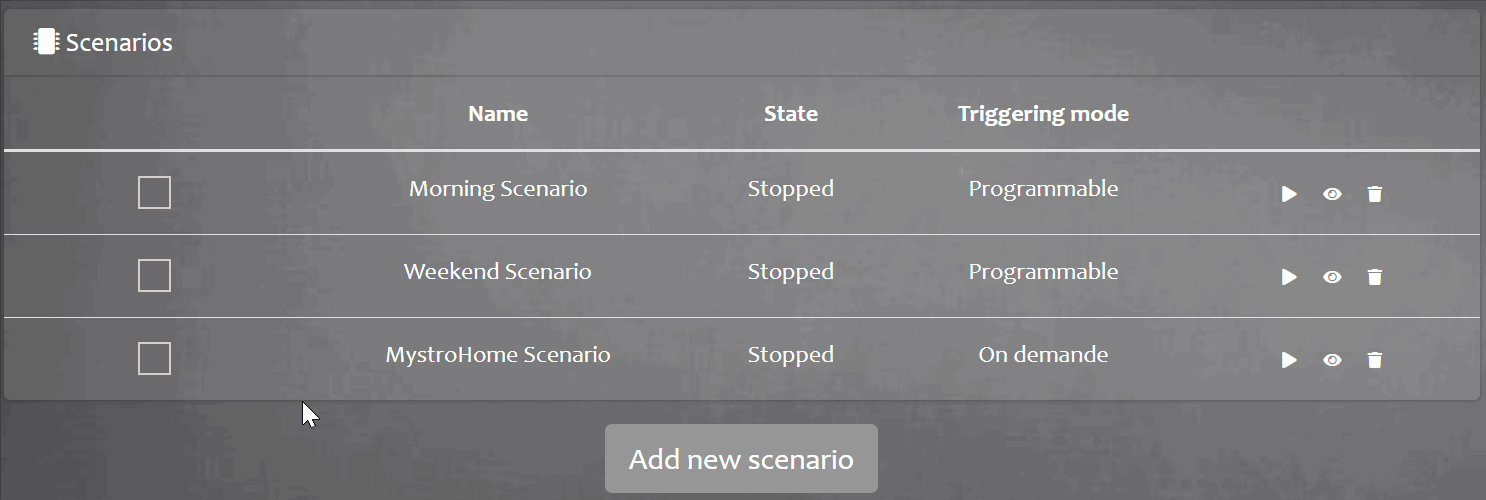 Scenarios
Name State Triggering mode
Morning Scenario Stopped Programmable
Weekend Scenario Stopped Programmable
MystroHome Scenario Stopped On demande
Add new scenario